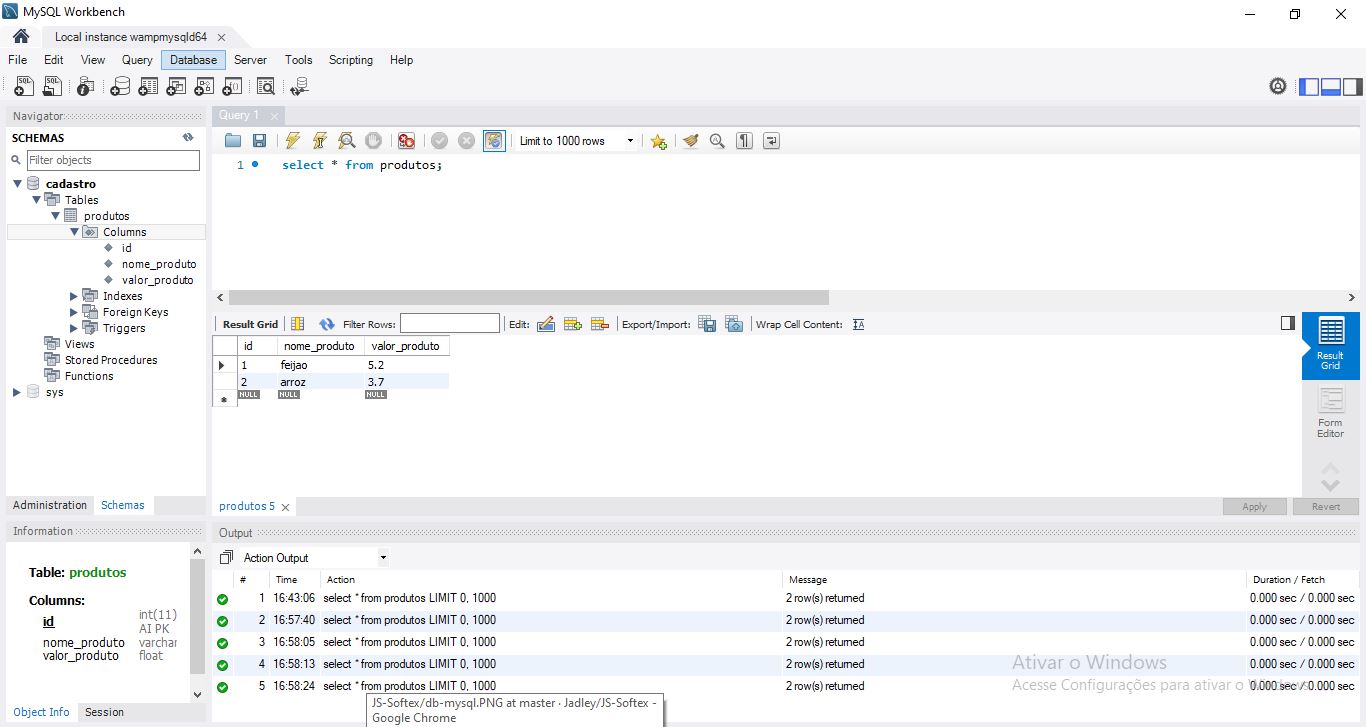 MySQL Workbench
Local instance wampmysqld64
File Edit View Query Database Server Tools Scripting Help
Navigator
SCHEMAS
Filter objects
cadastro
Tables
produtos
Columns
id
nome_produto
valor_produto
Indexes
Foreign Keys
Triggers
Views
Stored Procedures
Functions
sys
Administration Schemas
Information
Table: produtos
Columns:
id int(11) AI PK
nome_produto varchar
valor_produto float
Object Info Session
Query 1
Limit to 1000 rows
1 select * from produtos;
Result Grid Filter Rows: Edit: Export/Import: Wrap Cell Content:
id nome_produto valor_produto
1 feijao 5.2
2 arroz 3.7
NULL NULL NULL
Result Grid
Form Editor
produtos 5
Apply Revert
Output
Action Output
# Time Action Message Duration / Fetch
1 16:43:06 select * from produtos LIMIT 0, 1000 2 row(s) returned 0.000 sec / 0.000 sec
2 16:57:40 select * from produtos LIMIT 0, 1000 2 row(s) returned 0.000 sec / 0.000 sec
3 16:58:05 select * from produtos LIMIT 0, 1000 2 row(s) returned 0.000 sec / 0.000 sec
4 16:58:13 select * from produtos LIMIT 0, 1000 2 row(s) returned 0.000 sec / 0.000 sec
5 16:58:24 select * from produtos LIMIT 0, 1000 2 row(s) returned 0.000 sec / 0.000 sec
Ativar o Windows
Acesse Configurações para ativar o Windows.
JS-Softex/db-mysql.PNG at master · Jadley/JS-Softex -
Google Chrome